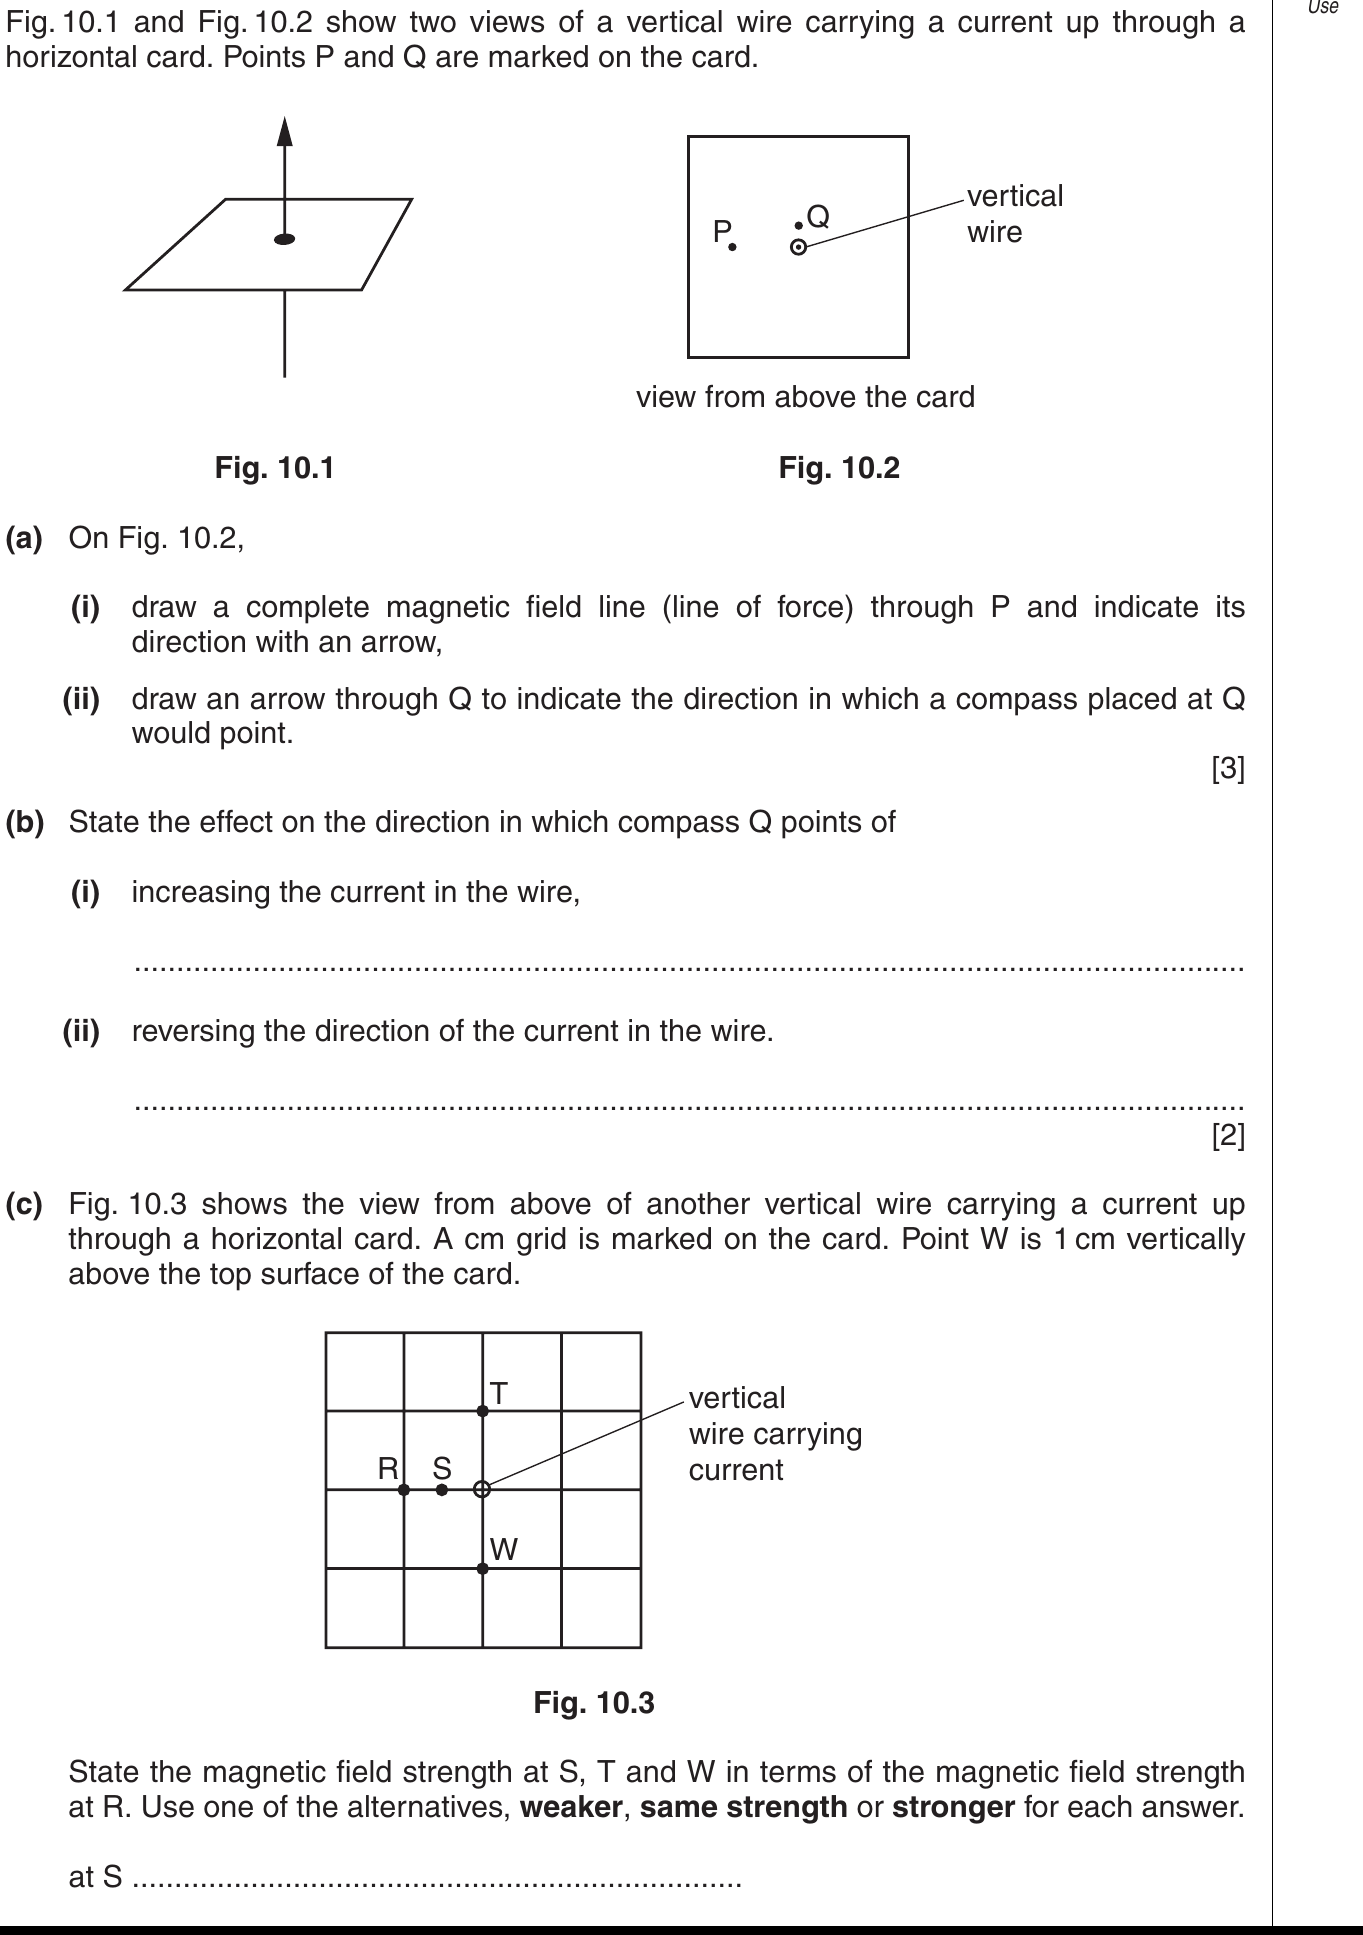 Use
Fig. 10.1 and Fig. 10.2 show two views of a vertical wire carrying a current up through a
horizontal card. Points P and Q are marked on the card.
P
Q
vertical
wire
view from above the card
Fig. 10.1
Fig. 10.2
(a) On Fig. 10.2,
(i) draw a complete magnetic field line (line of force) through P and indicate its
direction with an arrow,
(ii) draw an arrow through Q to indicate the direction in which a compass placed at Q
would point.
[3]
(b) State the effect on the direction in which compass Q points of
(i) increasing the current in the wire,
..........................................................................................................................................
(ii) reversing the direction of the current in the wire.
..........................................................................................................................................
[2]
(c) Fig. 10.3 shows the view from above of another vertical wire carrying a current up
through a horizontal card. A cm grid is marked on the card. Point W is 1 cm vertically
above the top surface of the card.
T
R
S
W
vertical
wire carrying
current
Fig. 10.3
State the magnetic field strength at S, T and W in terms of the magnetic field strength
at R. Use one of the alternatives, weaker, same strength or stronger for each answer.
at S .........................................................................